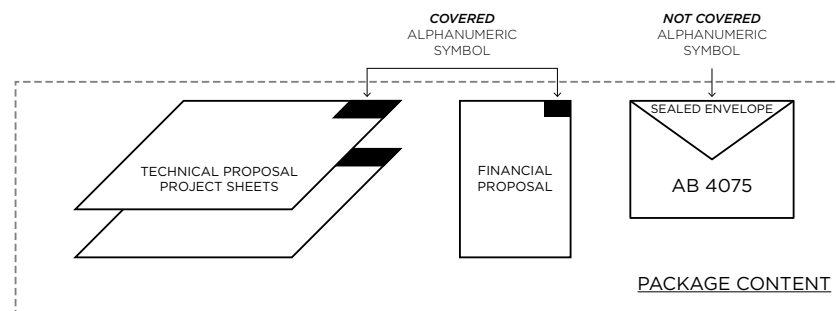 COVERED
ALPHANUMERIC
SYMBOL
NOT COVERED
ALPHANUMERIC
SYMBOL
TECHNICAL PROPOSAL
PROJECT SHEETS
FINANCIAL
PROPOSAL
SEALED ENVELOPE
AB 4075
PACKAGE CONTENT